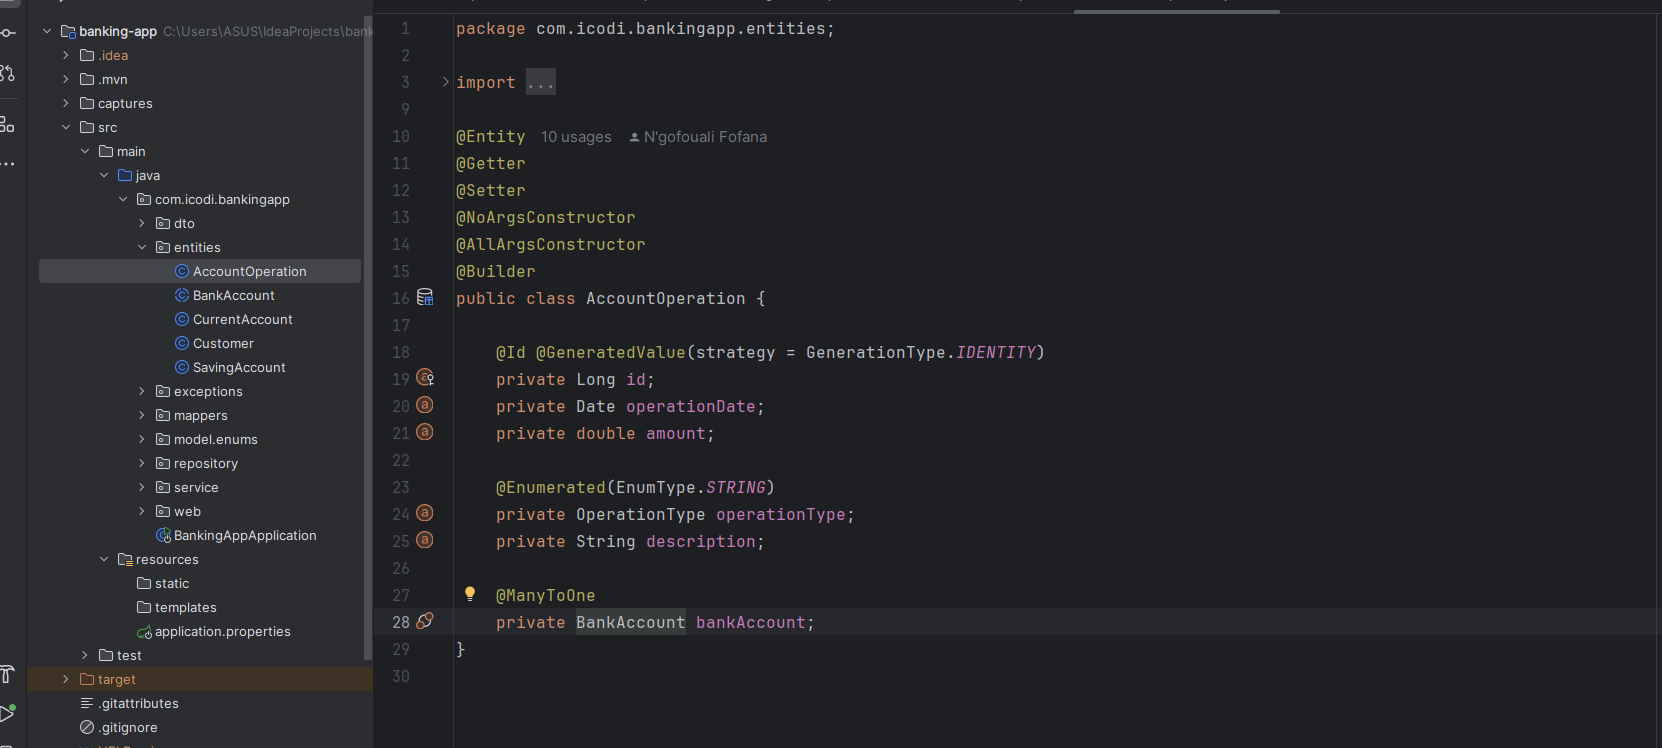 banking-app C:\Users\ASUS\IdeaProjects\bank
.idea
.mvn
captures
src
main
java
com.icodi.bankingapp
dto
entities
AccountOperation
BankAccount
CurrentAccount
Customer
SavingAccount
exceptions
mappers
model.enums
repository
service
web
BankingAppApplication
resources
static
templates
application.properties
test
target
.gitattributes
.gitignore
1 package com.icodi.bankingapp.entities;
2
3 import ...
9
10 @Entity 10 usages N'gofouali Fofana
11 @Getter
12 @Setter
13 @NoArgsConstructor
14 @AllArgsConstructor
15 @Builder
16 public class AccountOperation {
17
18 @Id @GeneratedValue(strategy = GenerationType.IDENTITY)
19 private Long id;
20 private Date operationDate;
21 private double amount;
22
23 @Enumerated(EnumType.STRING)
24 private OperationType operationType;
25 private String description;
26
27 @ManyToOne
28 private BankAccount bankAccount;
29 }
30